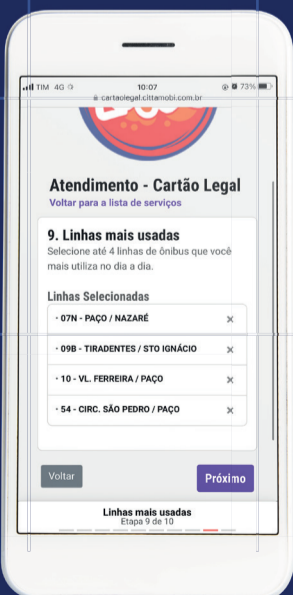 TIM 4G
10:07
73%
cartaolegal.cittamobi.com.br
Atendimento - Cartão Legal
Voltar para a lista de serviços
9. Linhas mais usadas
Selecione até 4 linhas de ônibus que você
mais utiliza no dia a dia.
Linhas Selecionadas
· 07N - PAÇO / NAZARÉ ×
· 09B - TIRADENTES / STO IGNÁCIO ×
· 10 - VL. FERREIRA / PAÇO ×
· 54 - CIRC. SÃO PEDRO / PAÇO ×
Voltar
Próximo
Linhas mais usadas
Etapa 9 de 10